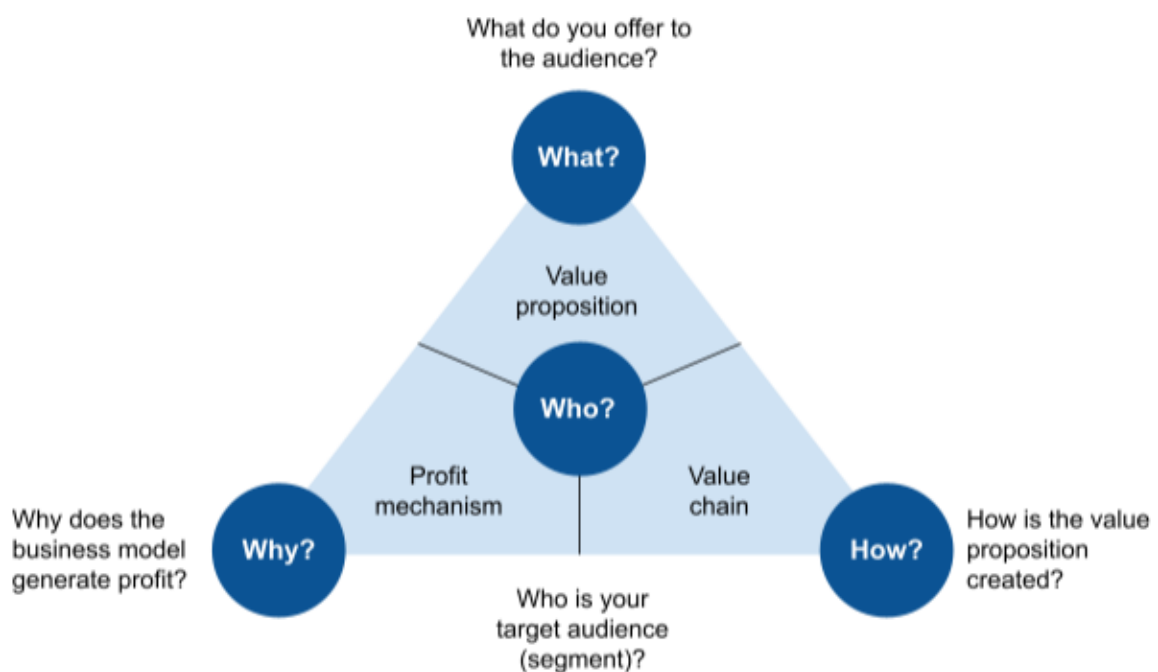 What do you offer to
the audience?
What?
Value
proposition
Who?
Profit
mechanism
Value
chain
Why does the
business model
generate profit?
Why?
How?
How is the value
proposition
created?
Who is your
target audience
(segment)?